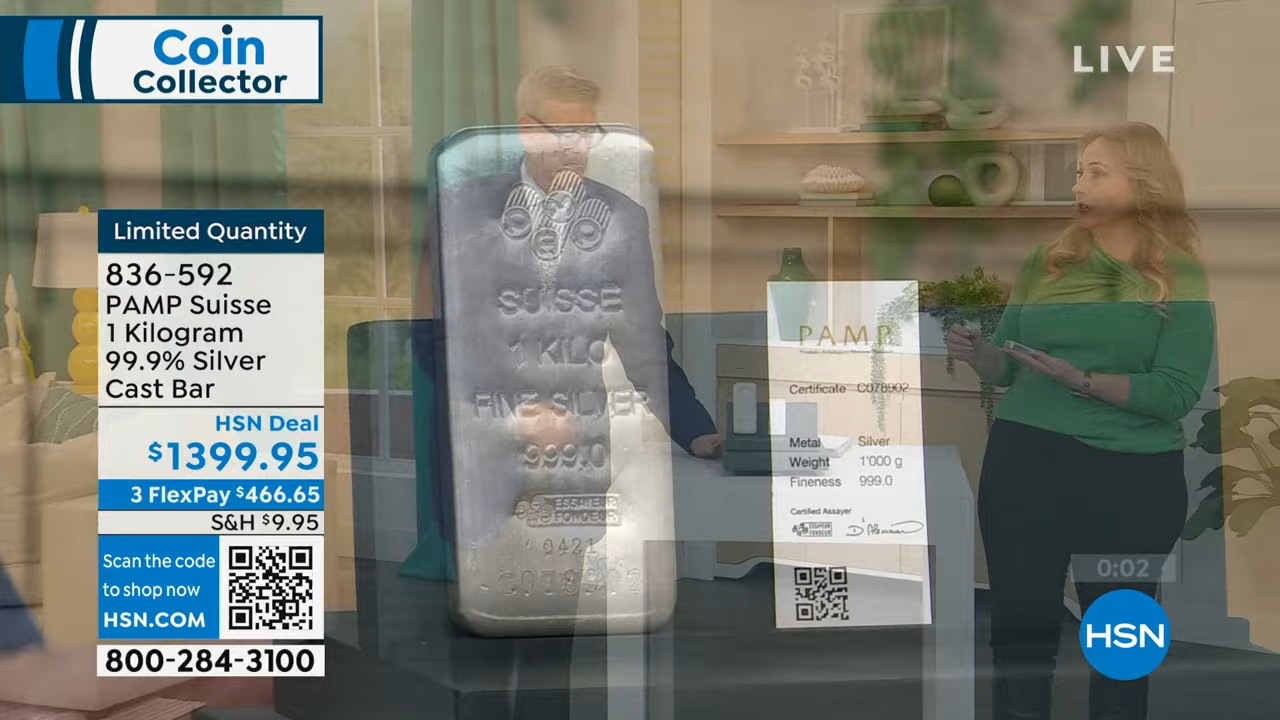 Coin
Collector
LIVE
Limited Quantity
836-592
PAMP Suisse
1 Kilogram
99.9% Silver
Cast Bar
HSN Deal
$1399.95
3 FlexPay $466.65
S&H $9.95
Scan the code
to shop now
HSN.COM
800-284-3100
SUISSE
1 KILO
FINE SILVER
999.0
ESSAYEUR
FONDEUR
C078902
PAMP
Certificate C078902
Metal Silver
Weight 1'000 g
Fineness 999.0
Certified Assayer
ESSAYEUR
FONDEUR
0:02
HSN